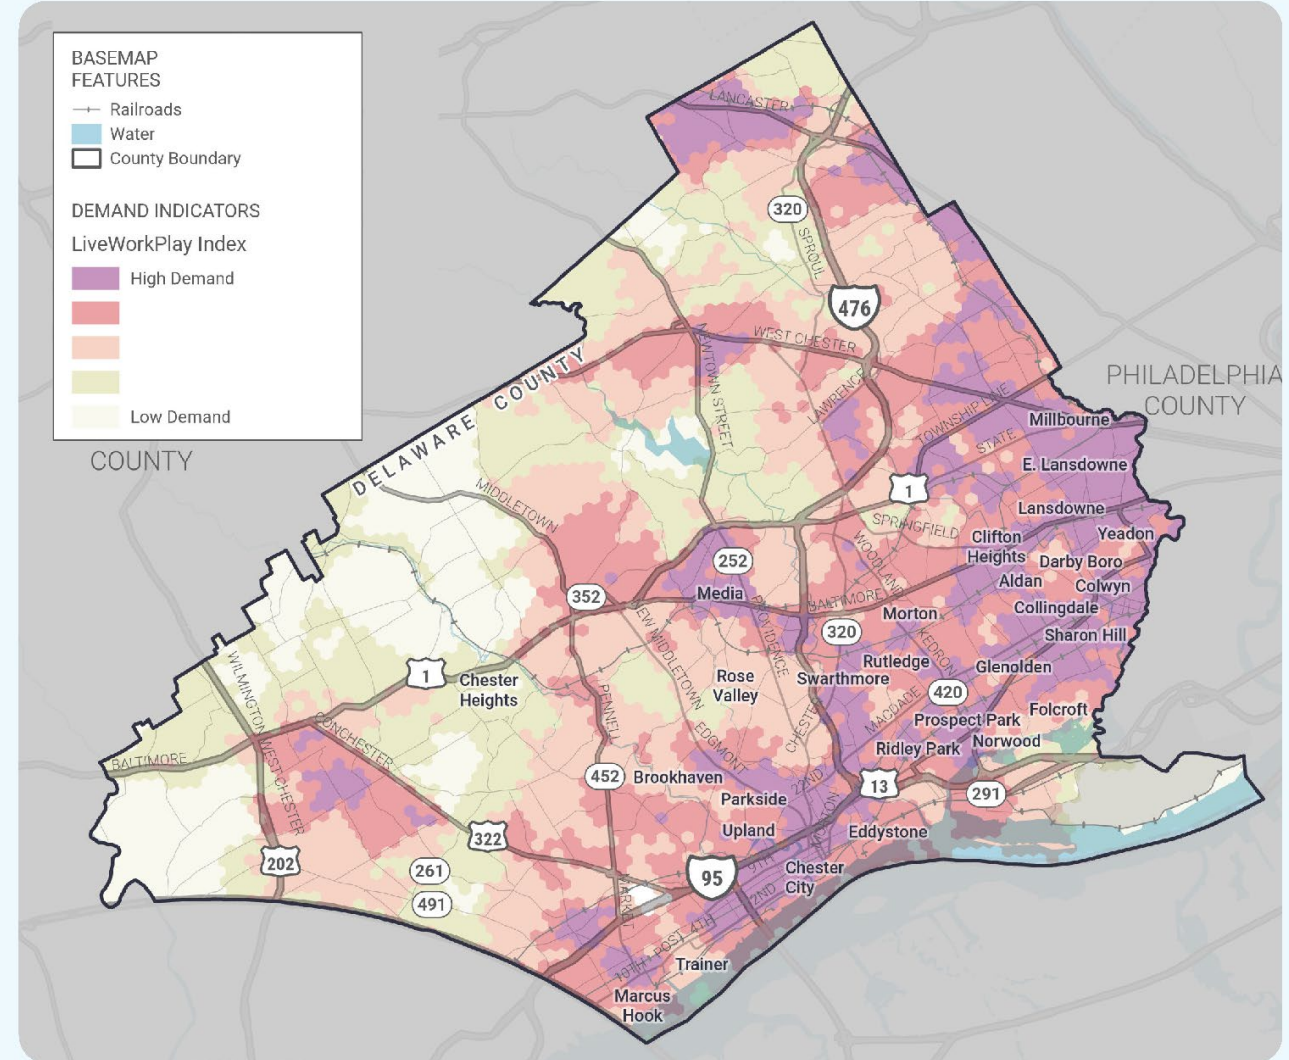 BASEMAP
FEATURES
Railroads
Water
County Boundary
DEMAND INDICATORS
LiveWorkPlay Index
High Demand
Low Demand
COUNTY
DELAWARE COUNTY
PHILADELPHIA
COUNTY
LANCASTER
320
SPROUL
476
WEST CHESTER
NEWTOWN STREET
LAWRENCE
TOWNSHIP LINE
STATE
Millbourne
E. Lansdowne
1
Lansdowne
SPRINGFIELD
MIDDLETOWN
Clifton
Heights
Yeadon
WOODLAND
252
Darby Boro
Aldan
Colwyn
352
Media
BALTIMORE
Collingdale
Morton
PROVIDENCE
NEW MIDDLETOWN
320
KEDRON
Sharon Hill
Rutledge
Glenolden
WILMINGTON
1
Chester
Heights
Rose
Valley
Swarthmore
420
PENNELL
MACDADE
Folcroft
CONCHESTER
EDGMONT
CHESTER
Prospect Park
Norwood
Ridley Park
BALTIMORE
WEST CHESTER
452
Brookhaven
22ND
13
291
Parkside
Upland
Eddystone
322
202
261
491
95
9TH
2ND
Chester
City
MARKET
POST
4TH
10TH
Trainer
Marcus
Hook